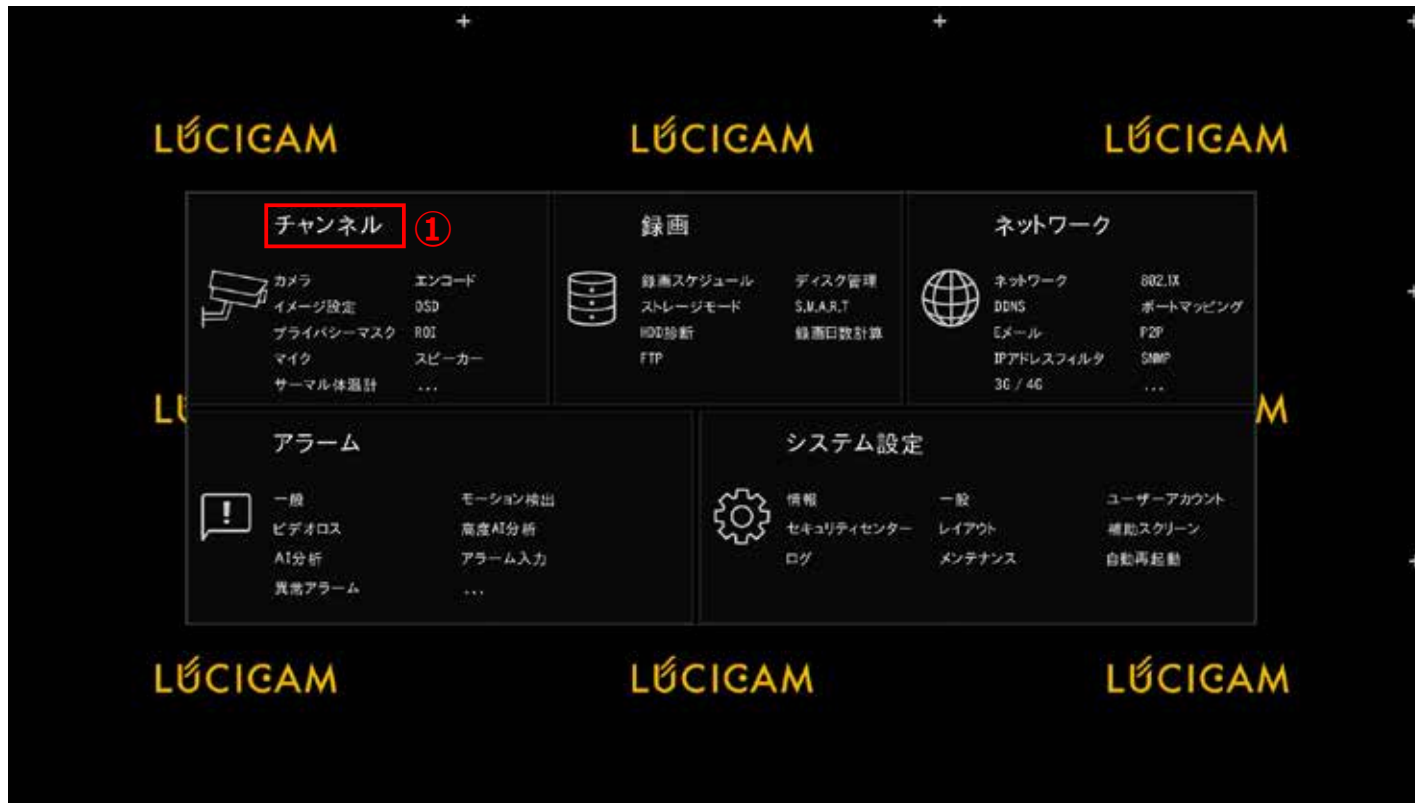 LÚCICAM LÚCICAM LÚCICAM
チャンネル ①
カメラ エンコード
イメージ設定 OSD
プライバシーマスク ROI
マイク スピーカー
サーマル体温計 ...
録画
録画スケジュール ディスク管理
ストレージモード S.M.A.R.T
HDD診断 録画日数計算
FTP
ネットワーク
ネットワーク 802.1X
DDNS ポートマッピング
Eメール P2P
IPアドレスフィルタ SNMP
3G / 4G ...
LÚ M
アラーム
一般 モーション検出
ビデオロス 高度AI分析
AI分析 アラーム入力
異常アラーム ...
システム設定
情報 一般 ユーザーアカウント
セキュリティセンター レイアウト 補助スクリーン
ログ メンテナンス 自動再起動
LÚCICAM LÚCICAM LÚCICAM